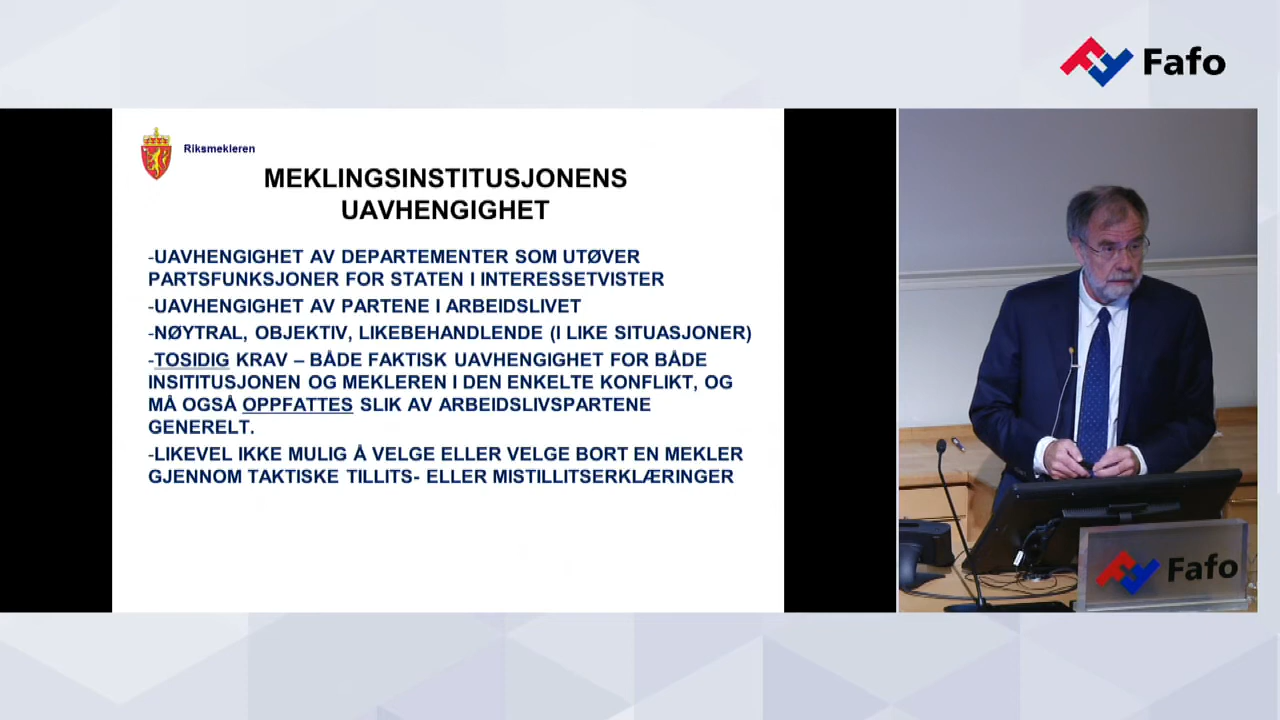 Fafo
Riksmekleren
MEKLINGSINSTITUSJONENS
UAVHENGIGHET
-UAVHENGIGHET AV DEPARTEMENTER SOM UTØVER
PARTSFUNKSJONER FOR STATEN I INTERESSETVISTER
-UAVHENGIGHET AV PARTENE I ARBEIDSLIVET
-NØYTRAL, OBJEKTIV, LIKEBEHANDLENDE (I LIKE SITUASJONER)
-TOSIDIG KRAV – BÅDE FAKTISK UAVHENGIGHET FOR BÅDE
INSITITUSJONEN OG MEKLEREN I DEN ENKELTE KONFLIKT, OG
MÅ OGSÅ OPPFATTES SLIK AV ARBEIDSLIVSPARTENE
GENERELT.
-LIKEVEL IKKE MULIG Å VELGE ELLER VELGE BORT EN MEKLER
GJENNOM TAKTISKE TILLITS- ELLER MISTILLITSERKLÆRINGER
Fafo